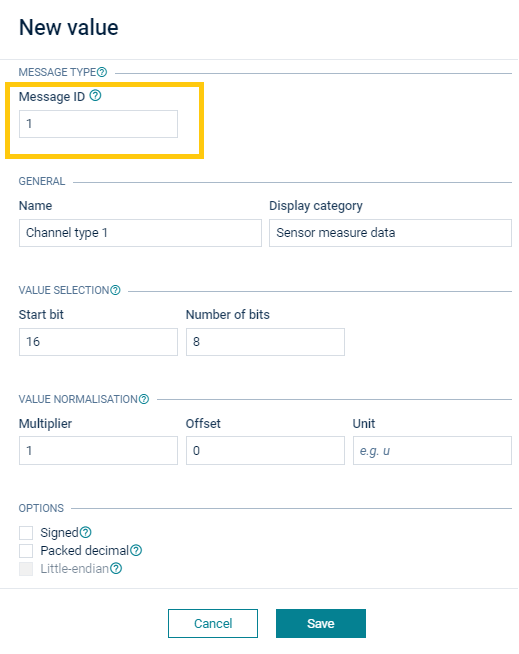 New value
MESSAGE TYPE
Message ID
1
GENERAL
Name Display category
Channel type 1 Sensor measure data
VALUE SELECTION
Start bit Number of bits
16 8
VALUE NORMALISATION
Multiplier Offset Unit
1 0 e.g. u
OPTIONS
Signed
Packed decimal
Little-endian
Cancel Save